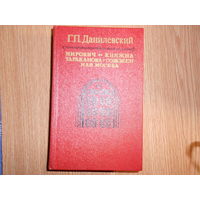 Г.П.Данилевский
МИРОВИЧ • КНЯЖНА
ТАРАКАНОВА • СОЖЖЕН
НАЯ МОСКВА